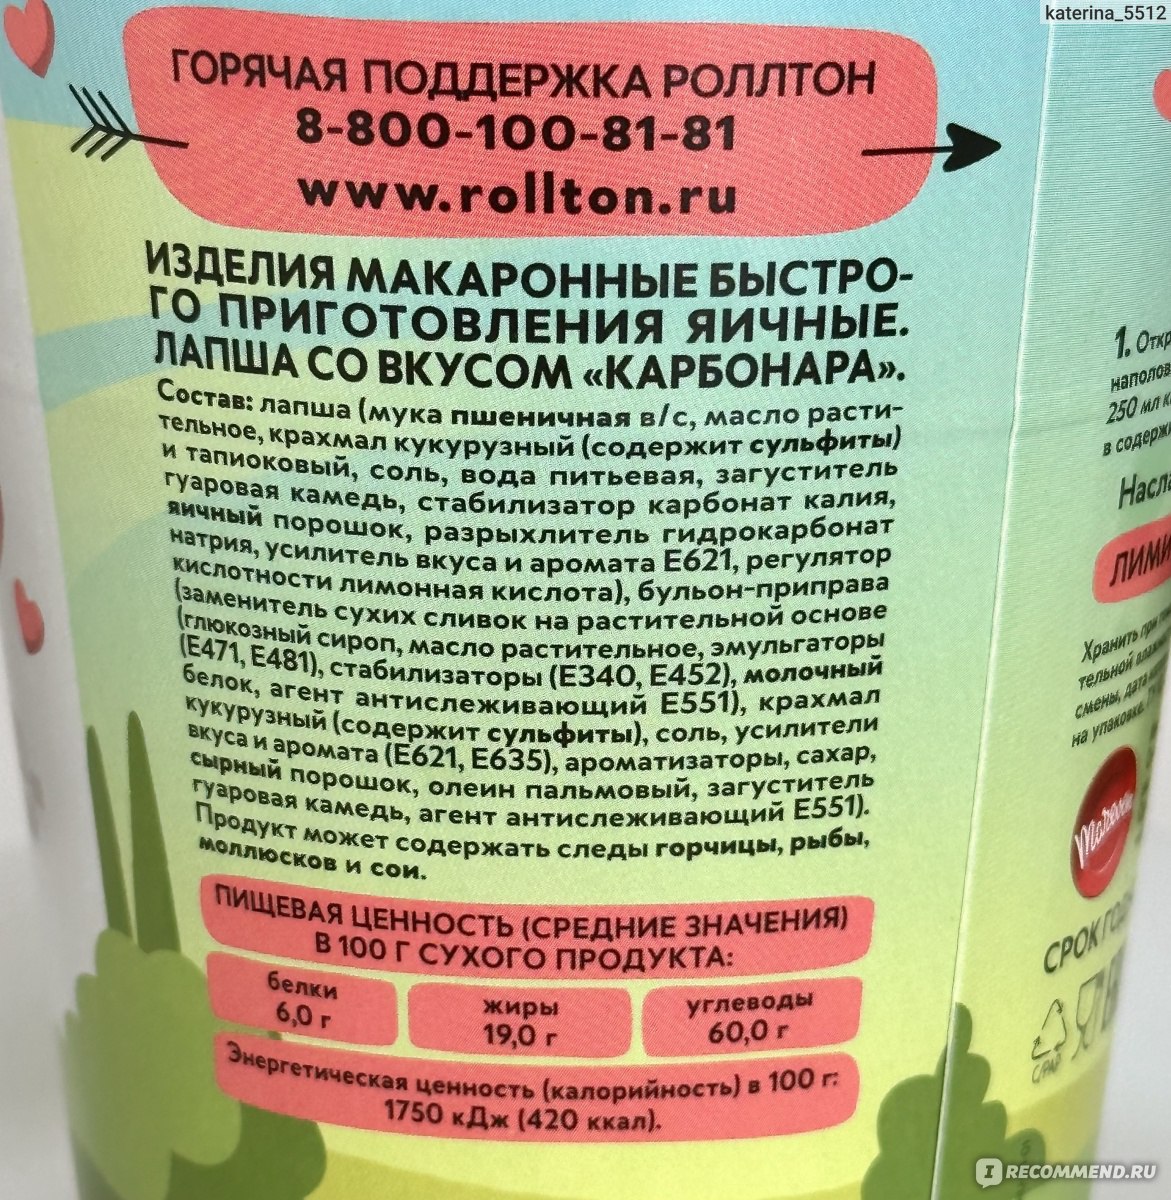 katerina_5512
ГОРЯЧАЯ ПОДДЕРЖКА РОЛЛТОН
8-800-100-81-81
www.rollton.ru
ИЗДЕЛИЯ МАКАРОННЫЕ БЫСТРО-
ГО ПРИГОТОВЛЕНИЯ ЯИЧНЫЕ.
ЛАПША СО ВКУСОМ «КАРБОНАРА».
Состав: лапша (мука пшеничная в/с, масло расти-
тельное, крахмал кукурузный (содержит сульфиты)
и тапиоковый, соль, вода питьевая, загуститель
гуаровая камедь, стабилизатор карбонат калия,
яичный порошок, разрыхлитель гидрокарбонат
натрия, усилитель вкуса и аромата Е621, регулятор
кислотности лимонная кислота), бульон-приправа
(заменитель сухих сливок на растительной основе
(глюкозный сироп, масло растительное, эмульгаторы
(Е471, Е481), стабилизаторы (Е340, Е452), молочный
белок, агент антислеживающий Е551), крахмал
кукурузный (содержит сульфиты), соль, усилители
вкуса и аромата (Е621, Е635), ароматизаторы, сахар,
сырный порошок, олеин пальмовый, загуститель
гуаровая камедь, агент антислеживающий Е551).
Продукт может содержать следы горчицы, рыбы,
моллюсков и сои.
ПИЩЕВАЯ ЦЕННОСТЬ (СРЕДНИЕ ЗНАЧЕНИЯ)
В 100 Г СУХОГО ПРОДУКТА:
белки
6,0 г
жиры
19,0 г
углеводы
60,0 г
Энергетическая ценность (калорийность) в 100 г:
1750 кДж (420 ккал).
1. Откр
наполов
250 мл к
в содерж
Насла
ЛИМИ
Хранить при
тельной влаж
смены, дата
на упаковке.
СРОК ГОД
C/PAP
IRECOMMEND.RU